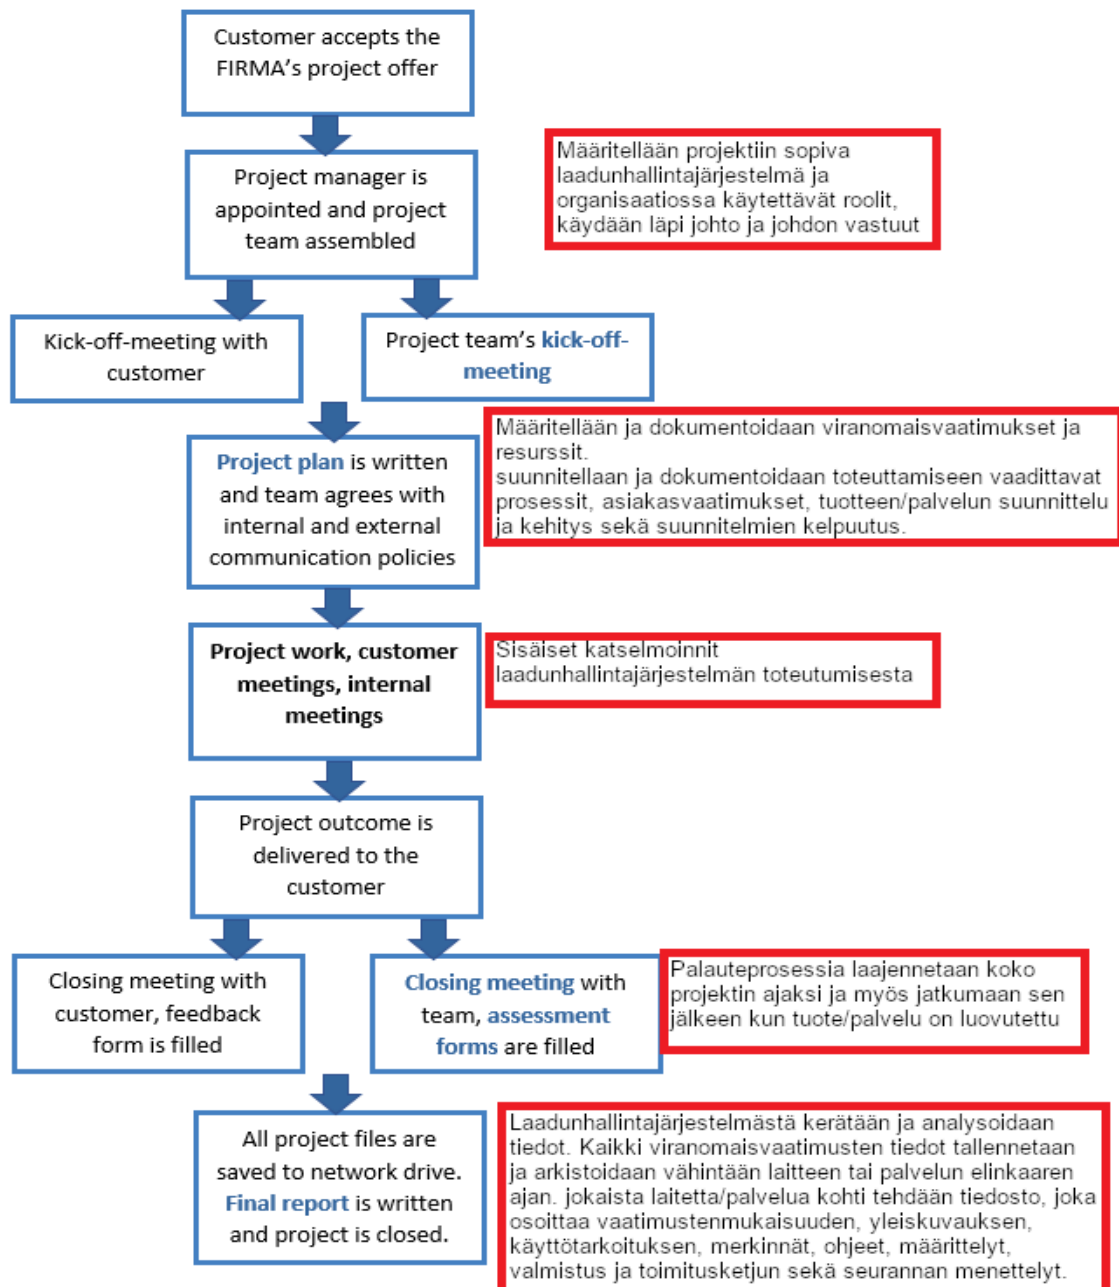 Customer accepts the
FIRMA's project offer
Project manager is
appointed and project
team assembled
Määritellään projektiin sopiva
laadunhallintajärjestelmä ja
organisaatiossa käytettävät roolit,
käydään läpi johto ja johdon vastuut
Kick-off-meeting with
customer
Project team's kick-off-
meeting
Project plan is written
and team agrees with
internal and external
communication policies
Määritellään ja dokumentoidaan viranomaisvaatimukset ja
resurssit.
suunnitellaan ja dokumentoidaan toteuttamiseen vaadittavat
prosessit, asiakasvaatimukset, tuotteen/palvelun suunnittelu
ja kehitys sekä suunnitelmien kelpuutus.
Project work, customer
meetings, internal
meetings
Sisäiset katselmoinnit
laadunhallintajärjestelmän toteutumisesta
Project outcome is
delivered to the
customer
Closing meeting with
customer, feedback
form is filled
Closing meeting with
team, assessment
forms are filled
Palauteprosessia laajennetaan koko
projektin ajaksi ja myös jatkumaan sen
jälkeen kun tuote/palvelu on luovutettu
All project files are
saved to network drive.
Final report is written
and project is closed.
Laadunhallintajärjestelmästä kerätään ja analysoidaan
tiedot. Kaikki viranomaisvaatimusten tiedot tallennetaan
ja arkistoidaan vähintään laitteen tai palvelun elinkaaren
ajan. jokaista laitetta/palvelua kohti tehdään tiedosto, joka
osoittaa vaatimustenmukaisuuden, yleiskuvauksen,
käyttötarkoituksen, merkinnät, ohjeet, määrittelyt,
valmistus ja toimitusketjun sekä seurannan menettelyt.